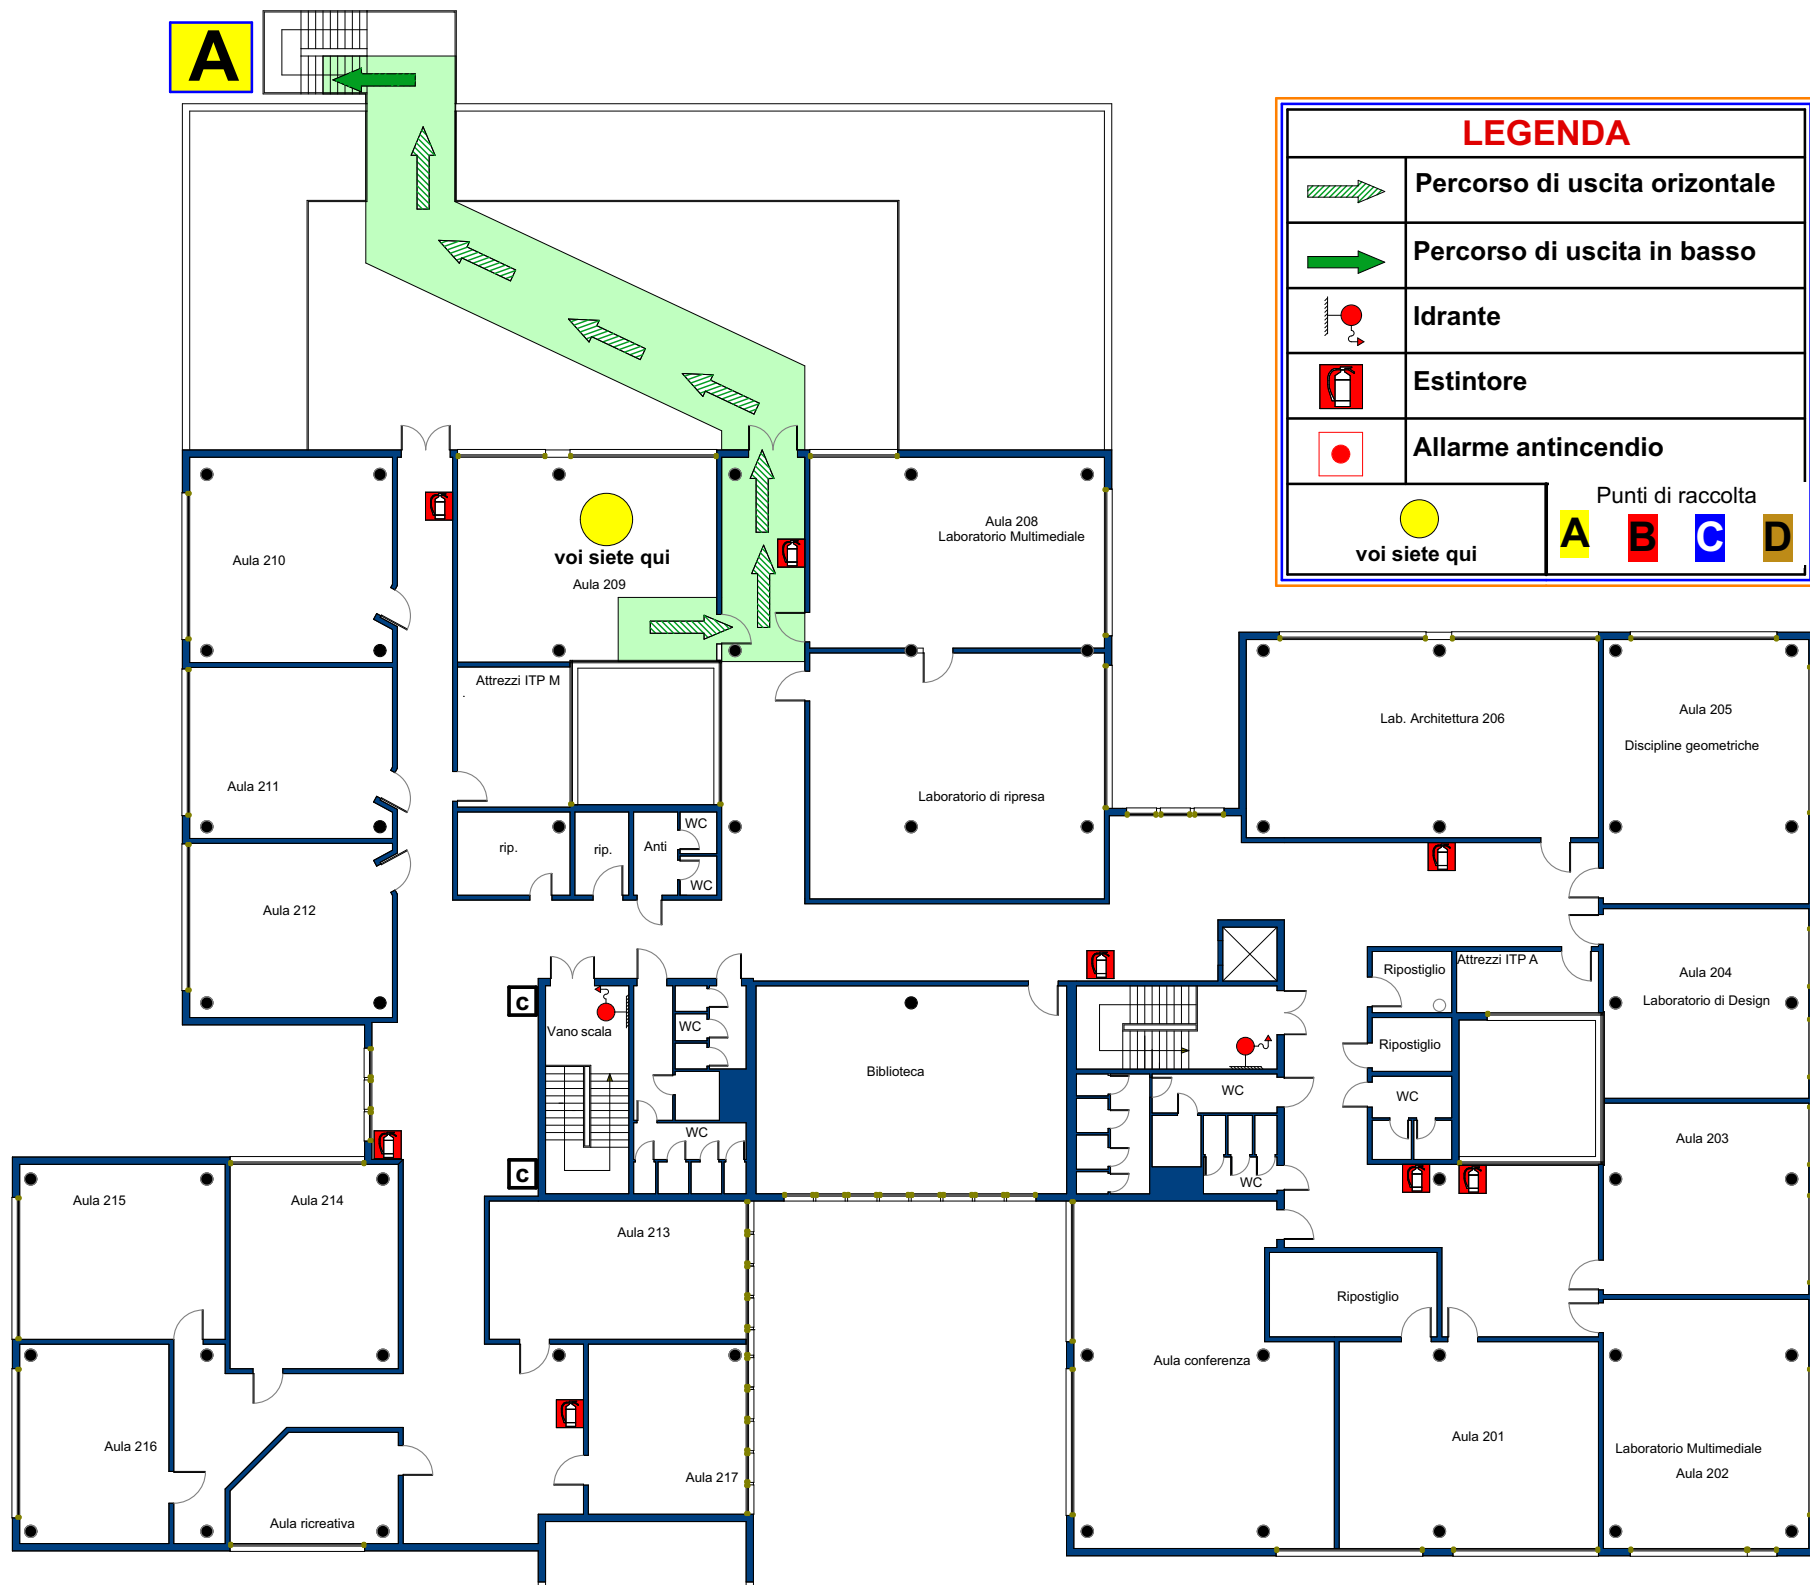 A
LEGENDA
Percorso di uscita orizontale
Percorso di uscita in basso
Idrante
Estintore
Allarme antincendio
voi siete qui
Punti di raccolta
A B C D
voi siete qui
Aula 209
Aula 208
Laboratorio Multimediale
Aula 210
Attrezzi ITP M
.
Aula 211
Laboratorio di ripresa
Lab. Architettura 206
Aula 205
Discipline geometriche
rip.
rip.
Anti
WC
WC
Aula 212
Ripostiglio
Attrezzi ITP A
Aula 204
Laboratorio di Design
C
Vano scala
WC
Biblioteca
Ripostiglio
WC
WC
WC
Aula 203
C
WC
Aula 215
Aula 214
Aula 213
Ripostiglio
Aula conferenza
Aula 216
Aula 217
Aula ricreativa
Aula 201
Laboratorio Multimediale
Aula 202